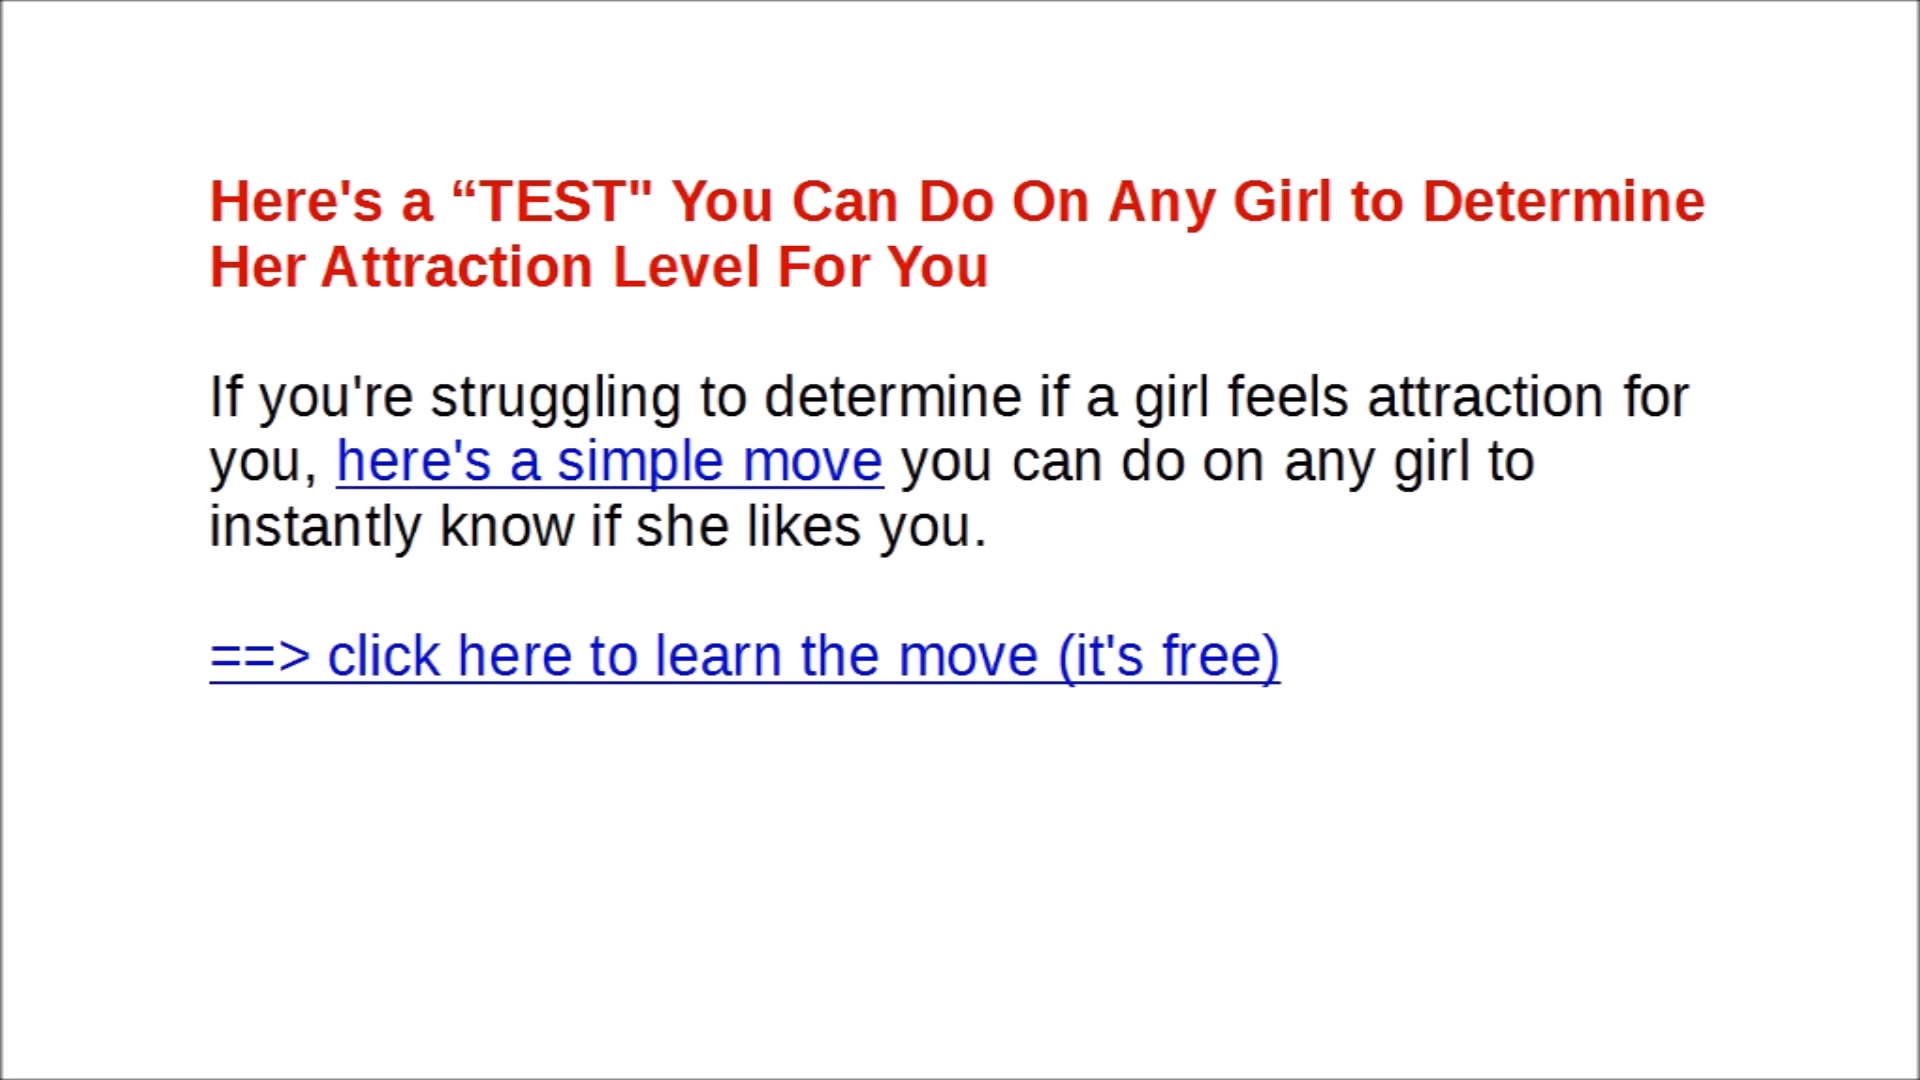 Here's a “TEST" You Can Do On Any Girl to Determine
Her Attraction Level For You
If you're struggling to determine if a girl feels attraction for
you, here's a simple move you can do on any girl to
instantly know if she likes you.
==> click here to learn the move (it's free)